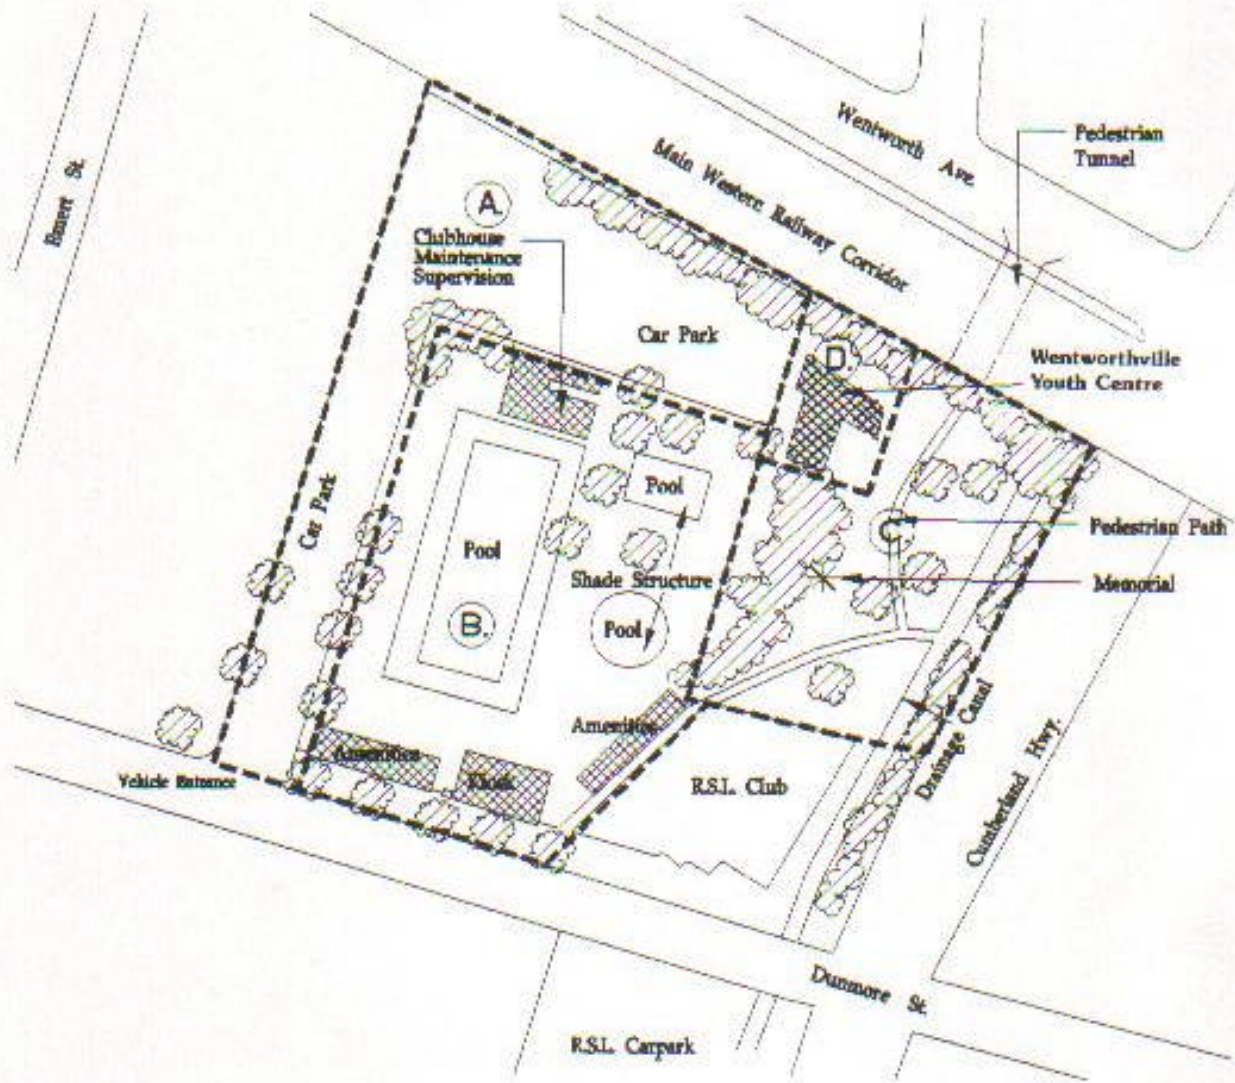 Wentworth Ave.
Pedestrian
Tunnel
Main Western Railway Corridor
Emert St.
A.
Clubhouse
Maintenance
Supervision
Car Park
D.
Wentworthville
Youth Centre
Car Park
Pool
Pool
Pedestrian Path
Shade Structure
Memorial
B.
Pool
Amenities
Amenities
Kiosk
Vehicle Entrance
R.S.L. Club
Drainage Canal
Cumberland Hwy.
Dunmore St.
R.S.L. Carpark